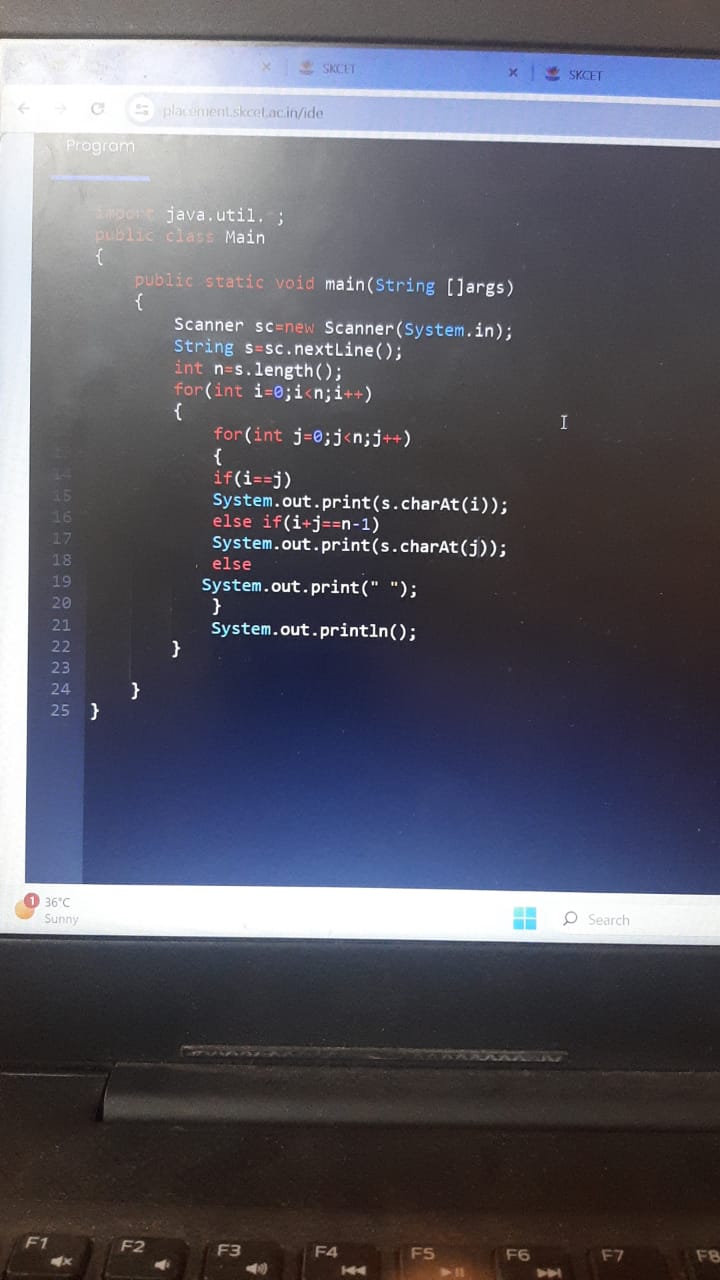 SKCET
SKCET
placement.skcet.ac.in/ide
Program
import java.util. ;
public class Main
{
public static void main(String []args)
{
Scanner sc=new Scanner(System.in);
String s=sc.nextLine();
int n=s.length();
for(int i=0;i<n;i++)
{
for(int j=0;j<n;j++)
13 {
14 if(i==j)
15 System.out.print(s.charAt(i));
16 else if(i+j==n-1)
17 System.out.print(s.charAt(j));
18 else
19 System.out.print(" ");
20 }
21 System.out.println();
22 }
23
24 }
25 }
1 36°C
Sunny
Search
F1 F2 F3 F4 F5 F6 F7 F8